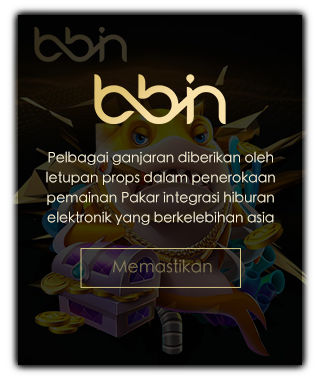 bbin
bbin
Pelbagai ganjaran diberikan oleh
letupan props dalam penerokaan
pemainan Pakar integrasi hiburan
elektronik yang berkelebihan asia
Memastikan